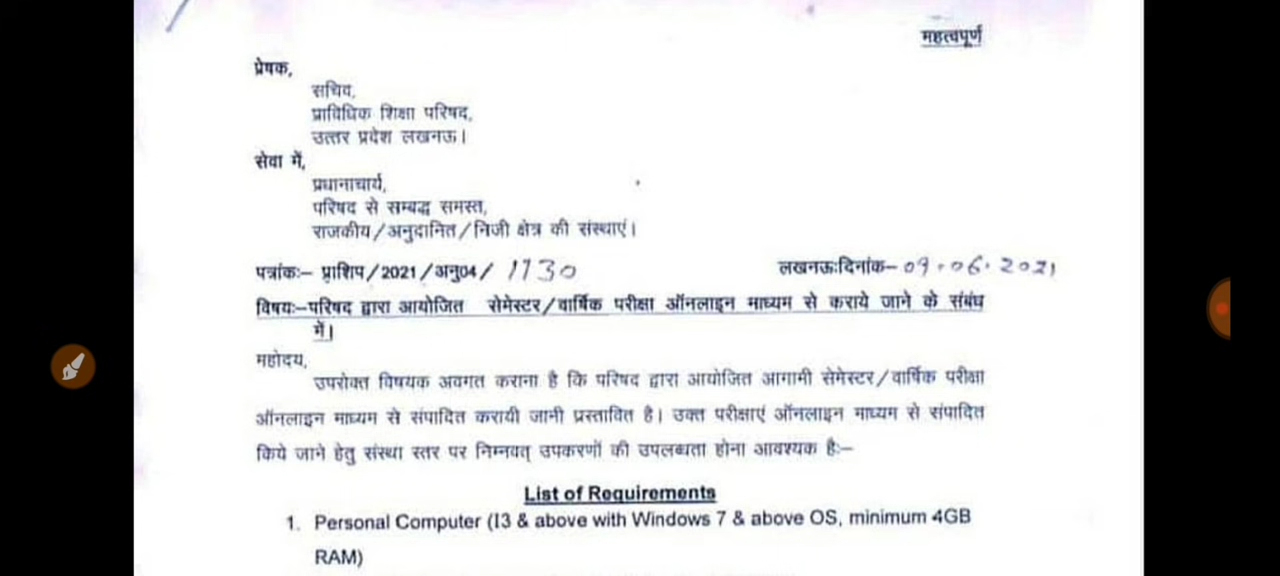 महत्वपूर्ण
प्रेषक,
सचिव,
प्राविधिक शिक्षा परिषद,
उत्तर प्रदेश लखनऊ।
सेवा में,
प्रधानाचार्य,
परिषद से सम्बद्ध समस्त,
राजकीय/अनुदानित/निजी क्षेत्र की संस्थाएं।
पत्रांकः– प्राशिप/2021/अनु04/ 1730 लखनऊःदिनांक– 09.06.2021
विषयः–परिषद द्वारा आयोजित सेमेस्टर/वार्षिक परीक्षा ऑनलाइन माध्यम से कराये जाने के संबंध
में।
महोदय,
उपरोक्त विषयक अवगत कराना है कि परिषद द्वारा आयोजित आगामी सेमेस्टर/वार्षिक परीक्षा
ऑनलाइन माध्यम से संपादित करायी जानी प्रस्तावित है। उक्त परीक्षाएं ऑनलाइन माध्यम से संपादित
किये जाने हेतु संस्था स्तर पर निम्नवत् उपकरणों की उपलब्धता होना आवश्यक हैः–
List of Requirements
1. Personal Computer (I3 & above with Windows 7 & above OS, minimum 4GB
RAM)